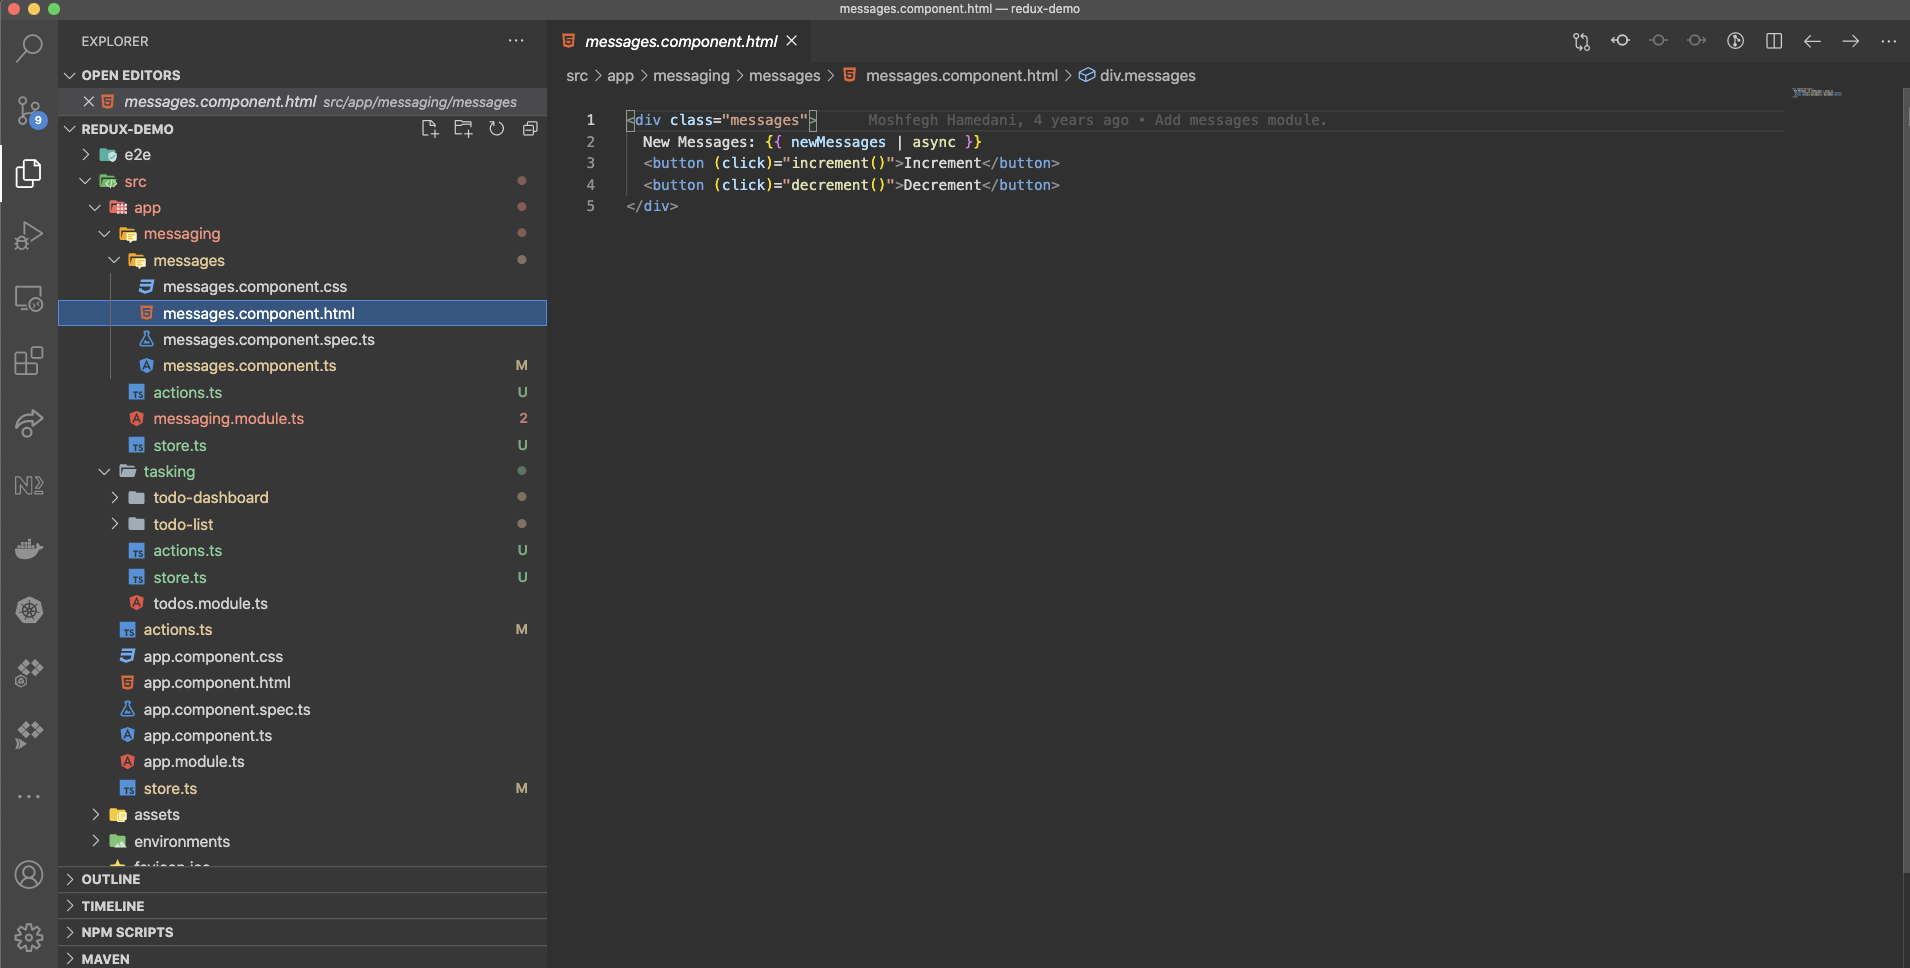 messages.component.html — redux-demo
EXPLORER
OPEN EDITORS
messages.component.html src/app/messaging/messages
REDUX-DEMO
e2e
src
app
messaging
messages
messages.component.css
messages.component.html
messages.component.spec.ts
messages.component.ts M
actions.ts U
messaging.module.ts 2
store.ts U
tasking
todo-dashboard
todo-list
actions.ts U
store.ts U
todos.module.ts
actions.ts M
app.component.css
app.component.html
app.component.spec.ts
app.component.ts
app.module.ts
store.ts M
assets
environments
OUTLINE
TIMELINE
NPM SCRIPTS
MAVEN
9
messages.component.html
src > app > messaging > messages > messages.component.html > div.messages
1 <div class="messages"> Moshfegh Hamedani, 4 years ago • Add messages module.
2 New Messages: {{ newMessages | async }}
3 <button (click)="increment()">Increment</button>
4 <button (click)="decrement()">Decrement</button>
5 </div>